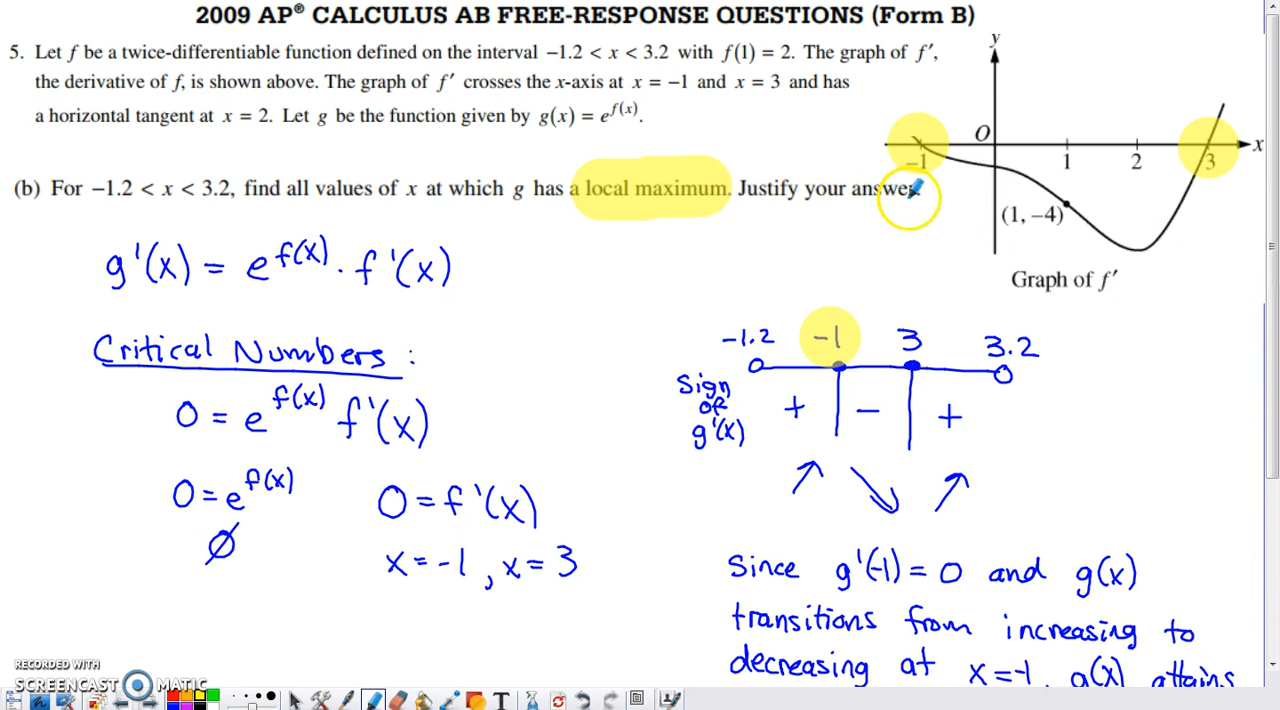 2009 AP® CALCULUS AB FREE-RESPONSE QUESTIONS (Form B)
5. Let f be a twice-differentiable function defined on the interval −1.2 < x < 3.2 with f(1) = 2. The graph of f′,
the derivative of f, is shown above. The graph of f′ crosses the x-axis at x = −1 and x = 3 and has
a horizontal tangent at x = 2. Let g be the function given by g(x) = e^{f(x)}.
y
O
-1
1
2
3
x
(1, −4)
Graph of f′
(b) For −1.2 < x < 3.2, find all values of x at which g has a local maximum. Justify your answer.
g'(x) = e^{f(x)} · f'(x)
Critical Numbers :
0 = e^{f(x)} f'(x)
0 = e^{f(x)}
∅
0 = f'(x)
x = -1, x = 3
-1.2 -1 3 3.2
Sign
of
g'(x)
+ − +
↗ ↘ ↗
Since g'(-1) = 0 and g(x)
transitions from increasing to
decreasing at x=-1, g(x) attains
RECORDED WITH
SCREENCAST MATIC
T